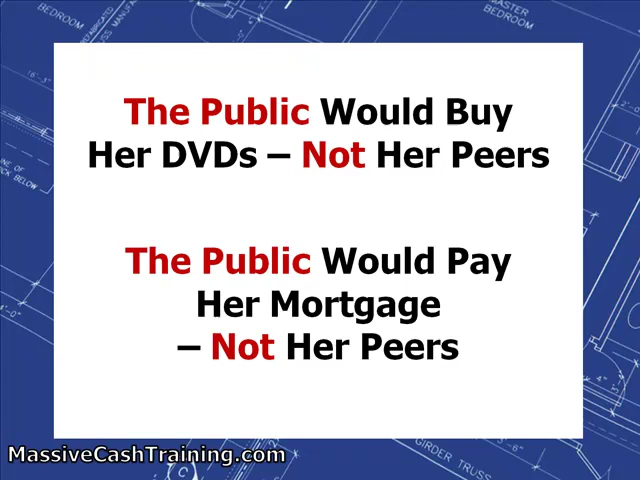 BEDROOM
MASTER
BEDROOM
The Public Would Buy
Her DVDs – Not Her Peers
The Public Would Pay
Her Mortgage
– Not Her Peers
MassiveCashTraining.com
GIRDER TRUSS
C